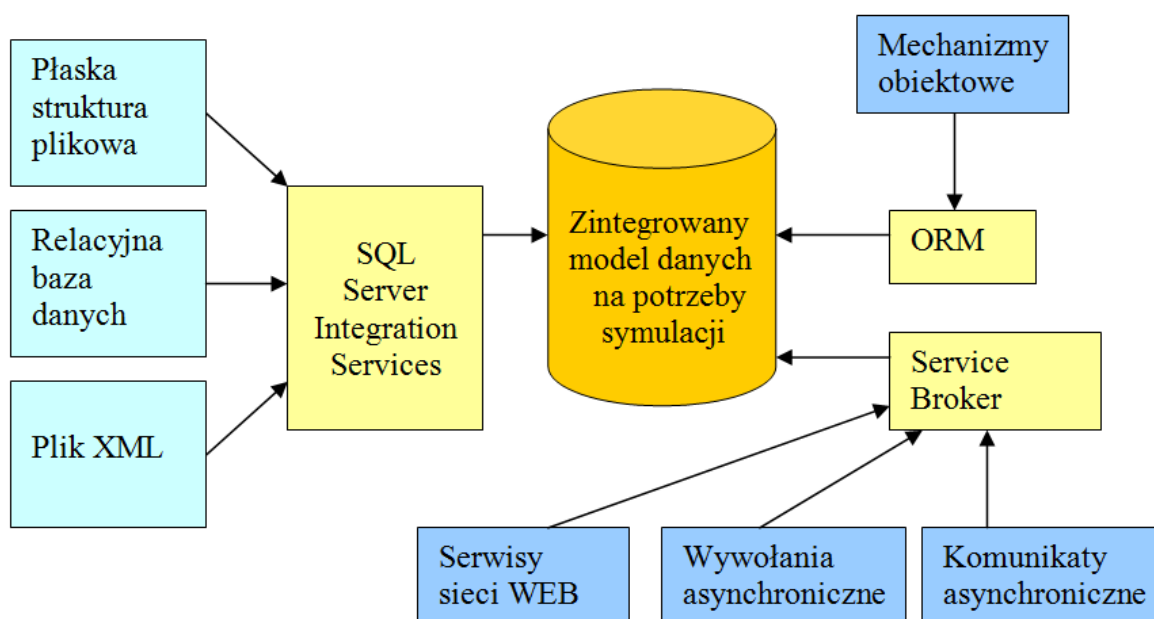 Płaska
struktura
plikowa
Relacyjna
baza
danych
Plik XML
SQL
Server
Integration
Services
Zintegrowany
model danych
na potrzeby
symulacji
Mechanizmy
obiektowe
ORM
Service
Broker
Serwisy
sieci WEB
Wywołania
asynchroniczne
Komunikaty
asynchroniczne